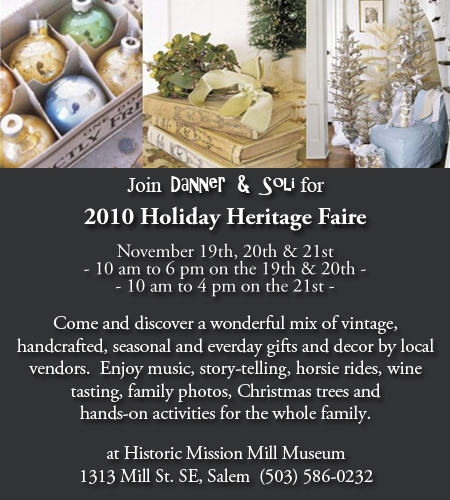 CTLY FRE
Join Danner & Soli for
2010 Holiday Heritage Faire
November 19th, 20th & 21st
- 10 am to 6 pm on the 19th & 20th -
- 10 am to 4 pm on the 21st -
Come and discover a wonderful mix of vintage,
handcrafted, seasonal and everday gifts and decor by local
vendors. Enjoy music, story-telling, horsie rides, wine
tasting, family photos, Christmas trees and
hands-on activities for the whole family.
at Historic Mission Mill Museum
1313 Mill St. SE, Salem (503) 586-0232